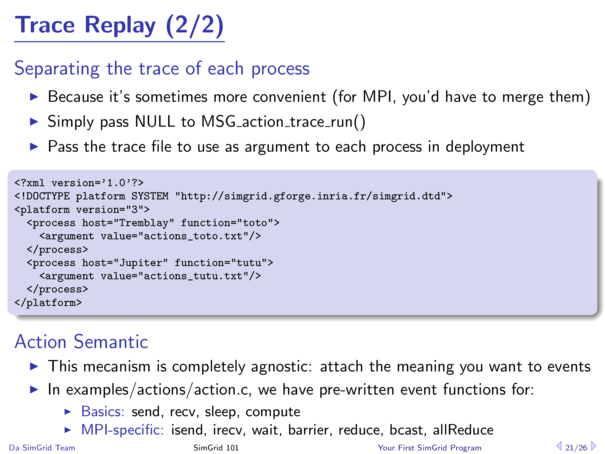 Trace Replay (2/2)
Separating the trace of each process
▶ Because it's sometimes more convenient (for MPI, you'd have to merge them)
▶ Simply pass NULL to MSG_action_trace_run()
▶ Pass the trace file to use as argument to each process in deployment
<?xml version='1.0'?>
<!DOCTYPE platform SYSTEM "http://simgrid.gforge.inria.fr/simgrid.dtd">
<platform version="3">
  <process host="Tremblay" function="toto">
    <argument value="actions_toto.txt"/>
  </process>
  <process host="Jupiter" function="tutu">
    <argument value="actions_tutu.txt"/>
  </process>
</platform>
Action Semantic
▶ This mecanism is completely agnostic: attach the meaning you want to events
▶ In examples/actions/action.c, we have pre-written event functions for:
▶ Basics: send, recv, sleep, compute
▶ MPI-specific: isend, irecv, wait, barrier, reduce, bcast, allReduce
Da SimGrid Team SimGrid 101 Your First SimGrid Program 21/26